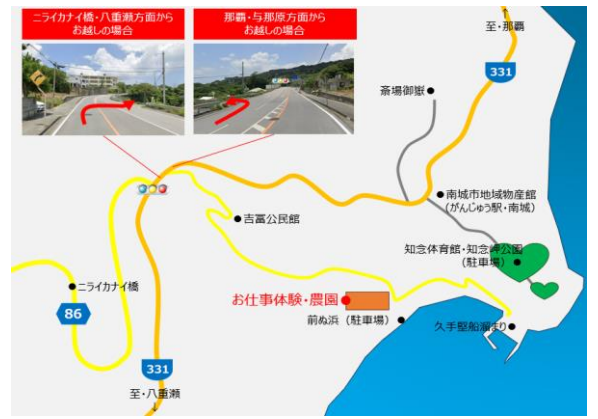 ニライカナイ橋・八重瀬方面から
お越しの場合
那覇・与那原方面から
お越しの場合
↑
至・那覇
331
斎場御嶽
南城市地域物産館
(がんじゅう駅・南城)
吉冨公民館
知念体育館・知念岬公園
(駐車場)
ニライカナイ橋
86
お仕事体験・農園
前ぬ浜(駐車場)
久手堅船溜まり
331
至・八重瀬
↓